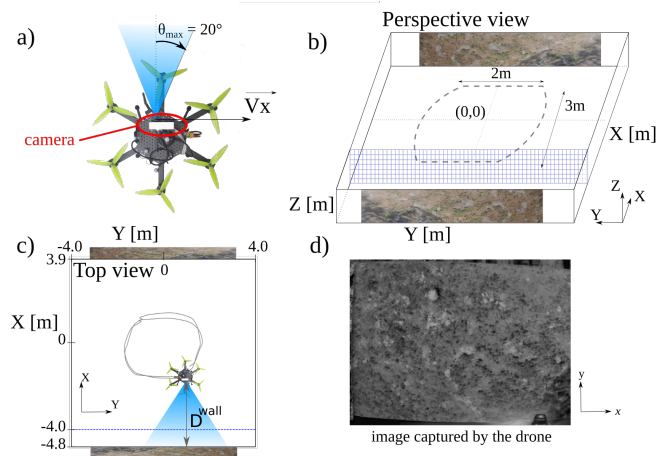 a)
θmax = 20°
Vx
camera
b)
Perspective view
2m
(0,0)
3m
X [m]
Z [m]
Y [m]
Z
X
Y
c)
Y [m]
-4.0
4.0
3.9
Top view
0
X [m]
0
X
Y
D wall
-4.0
-4.8
d)
y
x
image captured by the drone